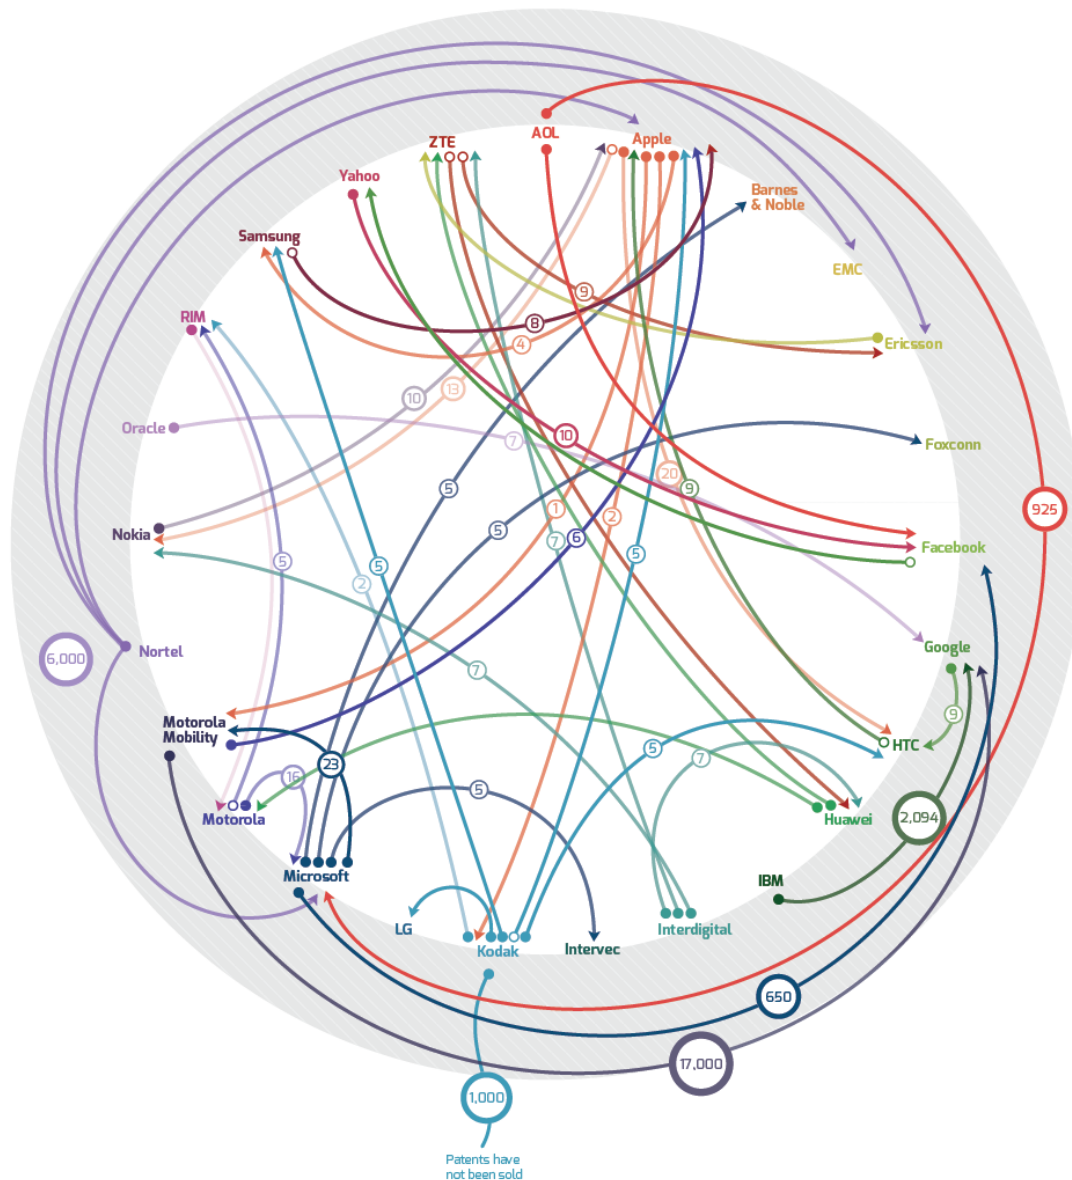 AOL
ZTE
Apple
Yahoo
Barnes
& Noble
Samsung
EMC
9
RIM
8
Ericsson
4
10
13
Oracle
7
10
Foxconn
20
5
9
925
1
2
5
Nokia
7
6
5
Facebook
5
5
2
Google
6,000
Nortel
7
9
Motorola
Mobility
5
HTC
7
23
16
5
2,094
Motorola
Huawei
Microsoft
IBM
LG
Kodak
Intervec
Interdigital
650
17,000
1,000
Patents have
not been sold